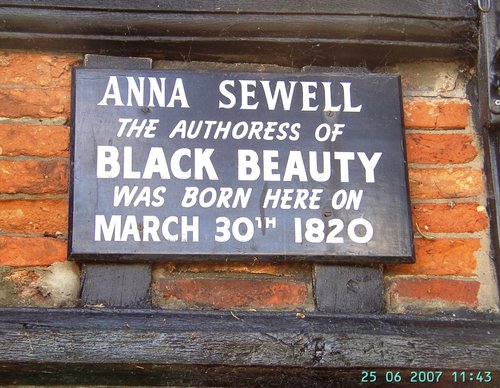 ANNA SEWELL
THE AUTHORESS OF
BLACK BEAUTY
WAS BORN HERE ON
MARCH 30TH 1820
25 06 2007 11:43